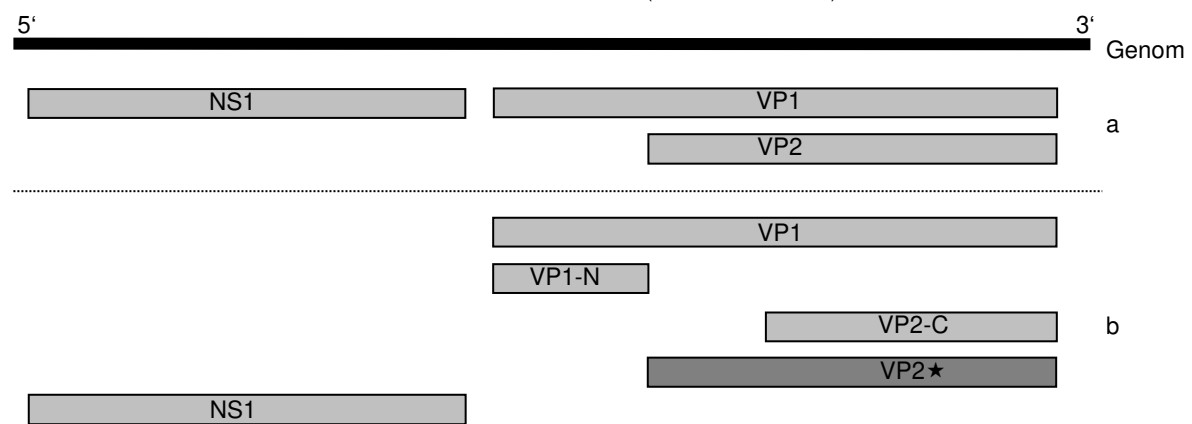 5‘ 3‘
Genom
NS1 VP1
a
VP2
VP1
VP1-N
VP2-C b
VP2★
NS1